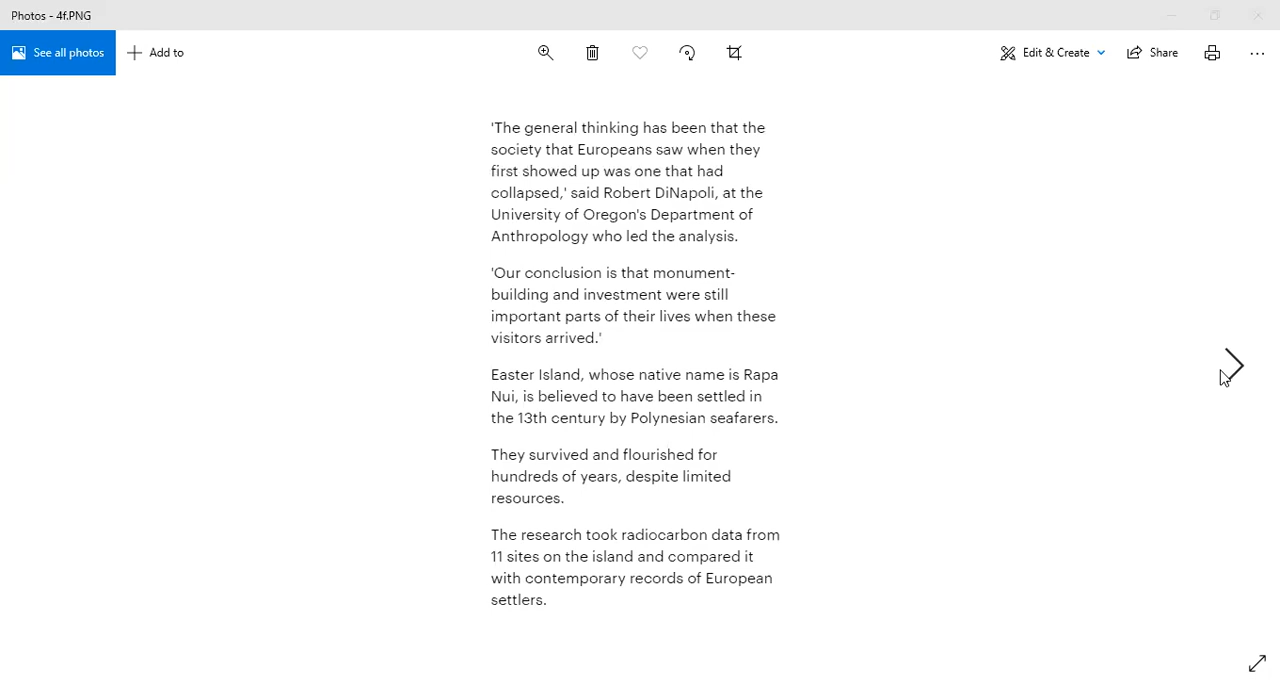 Photos - 4f.PNG
See all photos
Add to
Edit & Create
Share
'The general thinking has been that the
society that Europeans saw when they
first showed up was one that had
collapsed,' said Robert DiNapoli, at the
University of Oregon's Department of
Anthropology who led the analysis.
'Our conclusion is that monument-
building and investment were still
important parts of their lives when these
visitors arrived.'
Easter Island, whose native name is Rapa
Nui, is believed to have been settled in
the 13th century by Polynesian seafarers.
They survived and flourished for
hundreds of years, despite limited
resources.
The research took radiocarbon data from
11 sites on the island and compared it
with contemporary records of European
settlers.